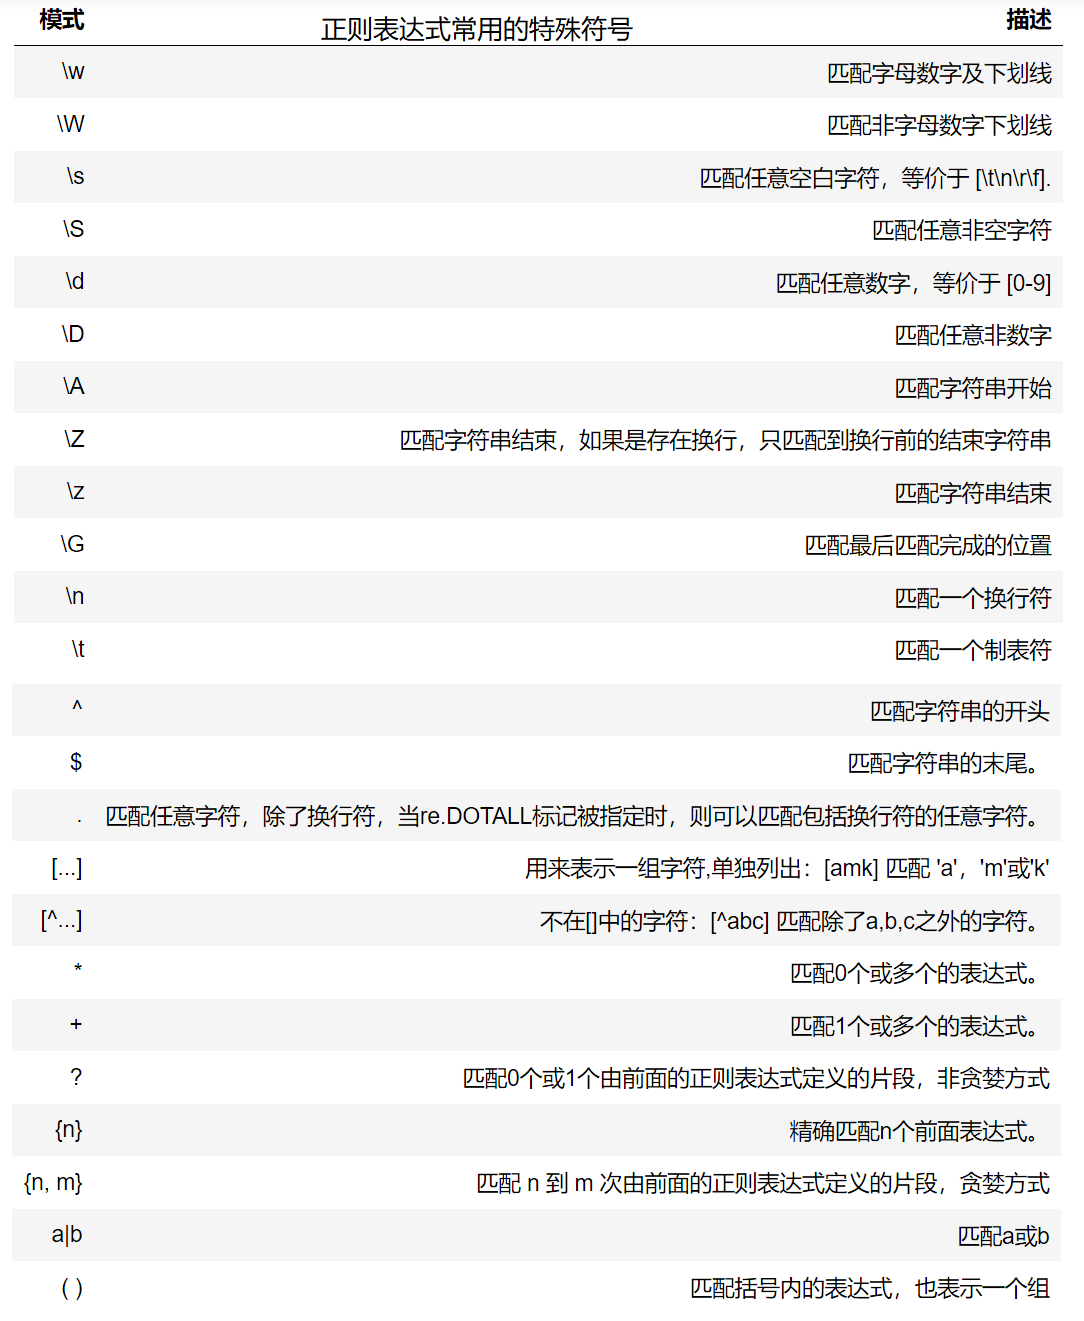 模式 正则表达式常用的特殊符号 描述
\w 匹配字母数字及下划线
\W 匹配非字母数字下划线
\s 匹配任意空白字符，等价于 [\t\n\r\f].
\S 匹配任意非空字符
\d 匹配任意数字，等价于 [0-9]
\D 匹配任意非数字
\A 匹配字符串开始
\Z 匹配字符串结束，如果是存在换行，只匹配到换行前的结束字符串
\z 匹配字符串结束
\G 匹配最后匹配完成的位置
\n 匹配一个换行符
\t 匹配一个制表符
^ 匹配字符串的开头
$ 匹配字符串的末尾。
. 匹配任意字符，除了换行符，当re.DOTALL标记被指定时，则可以匹配包括换行符的任意字符。
[...] 用来表示一组字符,单独列出：[amk] 匹配 'a'，'m'或'k'
[^...] 不在[]中的字符：[^abc] 匹配除了a,b,c之外的字符。
* 匹配0个或多个的表达式。
+ 匹配1个或多个的表达式。
? 匹配0个或1个由前面的正则表达式定义的片段，非贪婪方式
{n} 精确匹配n个前面表达式。
{n, m} 匹配 n 到 m 次由前面的正则表达式定义的片段，贪婪方式
a|b 匹配a或b
( ) 匹配括号内的表达式，也表示一个组